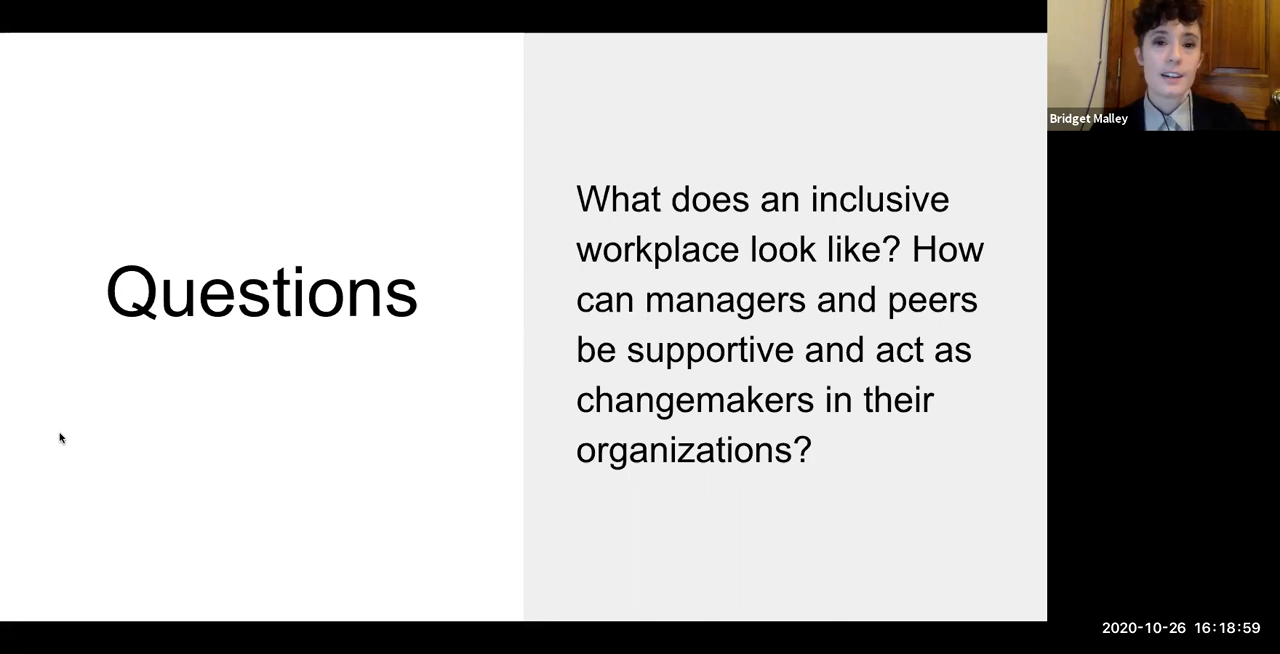 Questions
What does an inclusive
workplace look like? How
can managers and peers
be supportive and act as
changemakers in their
organizations?
Bridget Malley
2020-10-26 16:18:59